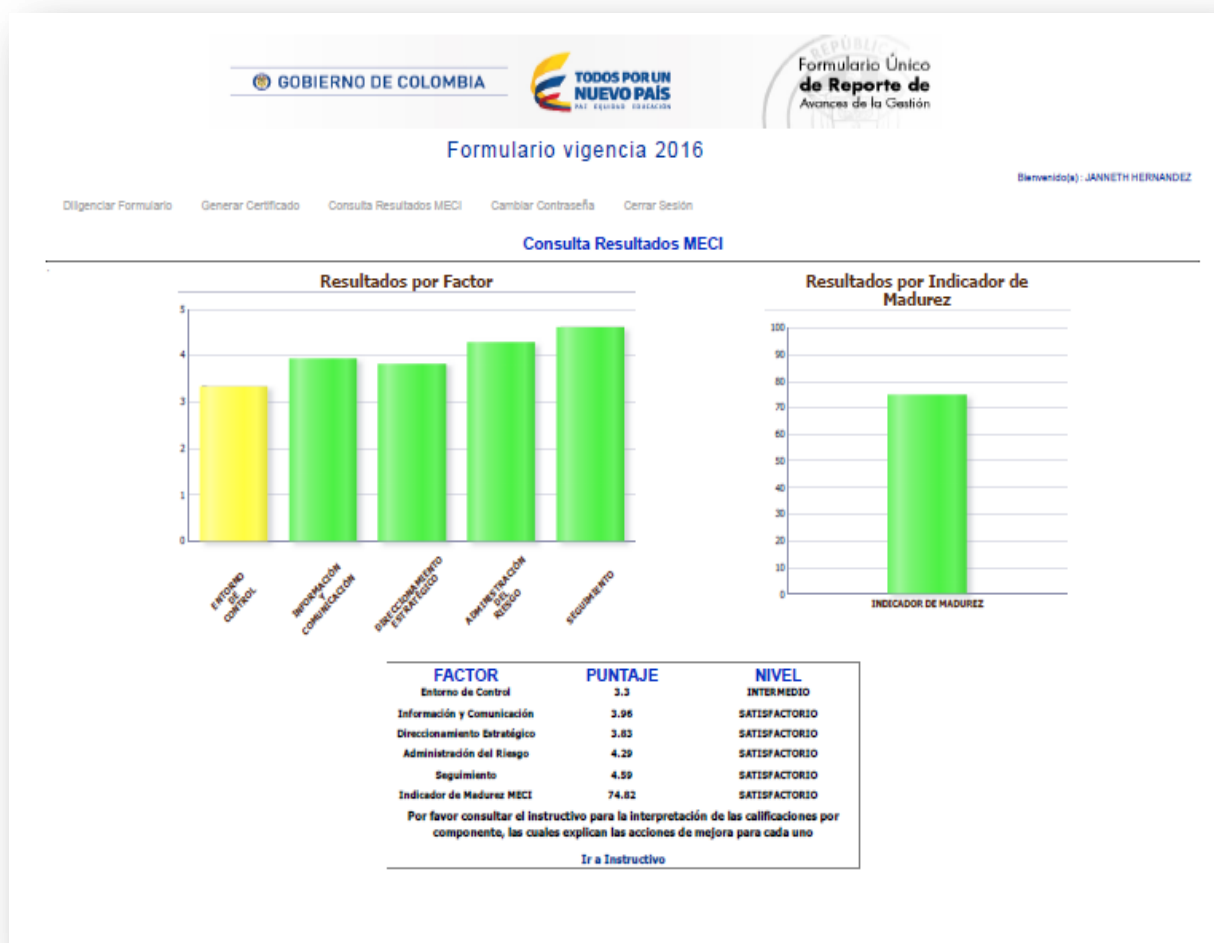 REPÚBLICA
GOBIERNO DE COLOMBIA
TODOS POR UN
NUEVO PAÍS
PAZ EQUIDAD EDUCACIÓN
Formulario Único
de Reporte de
Avances de la Gestión
Formulario vigencia 2016
Bienvenido(a) : JANNETH HERNANDEZ
Diligenciar Formulario Generar Certificado Consulta Resultados MECI Cambiar Contraseña Cerrar Sesión
Consulta Resultados MECI
Resultados por Factor
5
4
3
2
1
0
ENTORNO
DE
CONTROL
INFORMACIÓN
Y
COMUNICACIÓN
DIRECCIONAMIENTO
ESTRATÉGICO
ADMINISTRACIÓN
DEL
RIESGO
SEGUIMIENTO
Resultados por Indicador de
Madurez
100
90
80
70
60
50
40
30
20
10
0
INDICADOR DE MADUREZ
FACTOR PUNTAJE NIVEL
Entorno de Control 3.3 INTERMEDIO
Información y Comunicación 3.96 SATISFACTORIO
Direccionamiento Estratégico 3.83 SATISFACTORIO
Administración del Riesgo 4.29 SATISFACTORIO
Seguimiento 4.59 SATISFACTORIO
Indicador de Madurez MECI 74.82 SATISFACTORIO
Por favor consultar el instructivo para la interpretación de las calificaciones por
componente, las cuales explican las acciones de mejora para cada uno
Ir a Instructivo